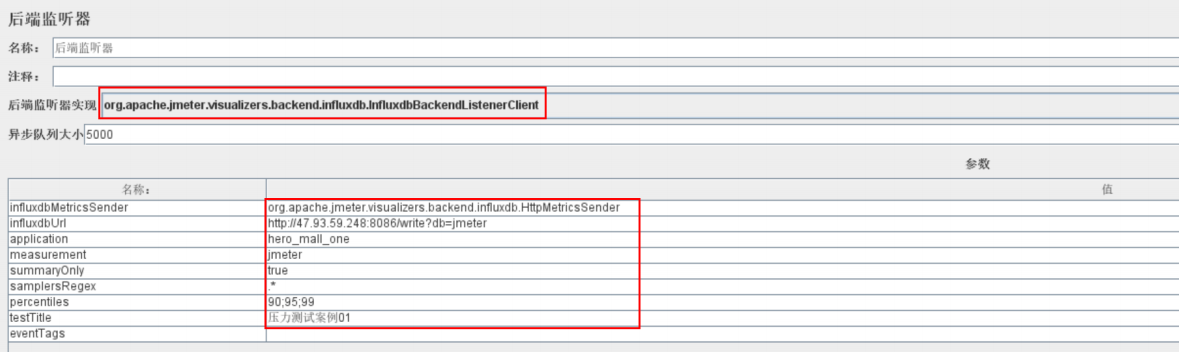 后端监听器
名称： 后端监听器
注释：
后端监听器实现 org.apache.jmeter.visualizers.backend.influxdb.InfluxdbBackendListenerClient
异步队列大小 5000
参数
名称： 值
influxdbMetricsSender org.apache.jmeter.visualizers.backend.influxdb.HttpMetricsSender
influxdbUrl http://47.93.59.248:8086/write?db=jmeter
application hero_mall_one
measurement jmeter
summaryOnly true
samplersRegex .*
percentiles 90;95;99
testTitle 压力测试案例01
eventTags